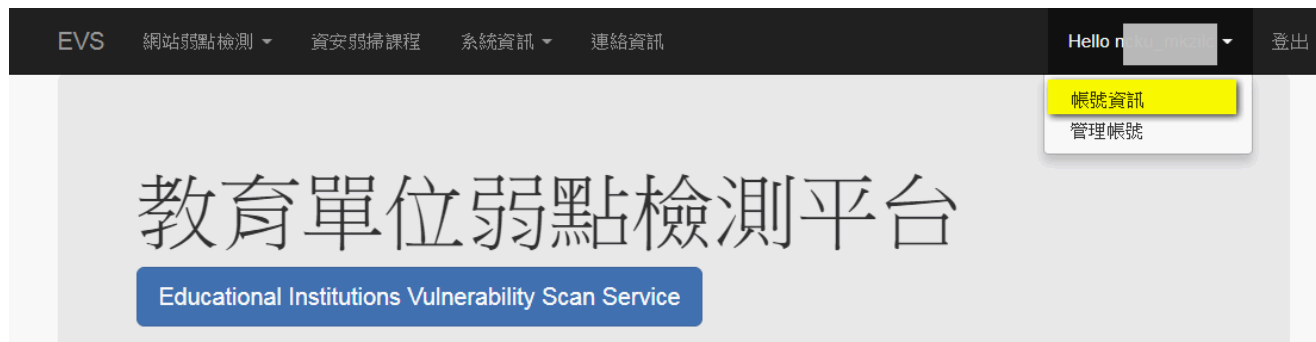 EVS 網站弱點檢測 資安弱掃課程 系統資訊 連絡資訊 Hello 登出
帳號資訊
管理帳號
教育單位弱點檢測平台
Educational Institutions Vulnerability Scan Service